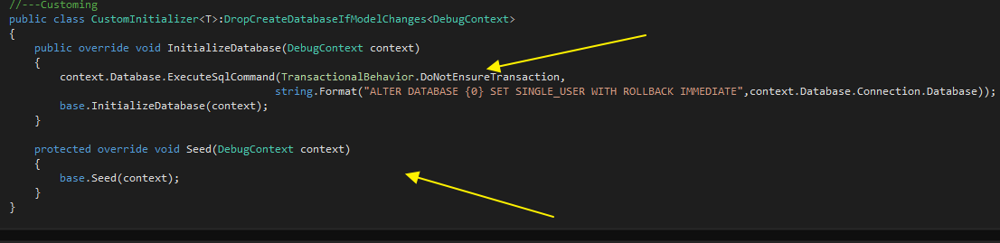 //---Customing
public class CustomInitializer<T>:DropCreateDatabaseIfModelChanges<DebugContext>
{
    public override void InitializeDatabase(DebugContext context)
    {
        context.Database.ExecuteSqlCommand(TransactionalBehavior.DoNotEnsureTransaction,
                                           string.Format("ALTER DATABASE {0} SET SINGLE_USER WITH ROLLBACK IMMEDIATE",context.Database.Connection.Database));
        base.InitializeDatabase(context);
    }

    protected override void Seed(DebugContext context)
    {
        base.Seed(context);
    }
}